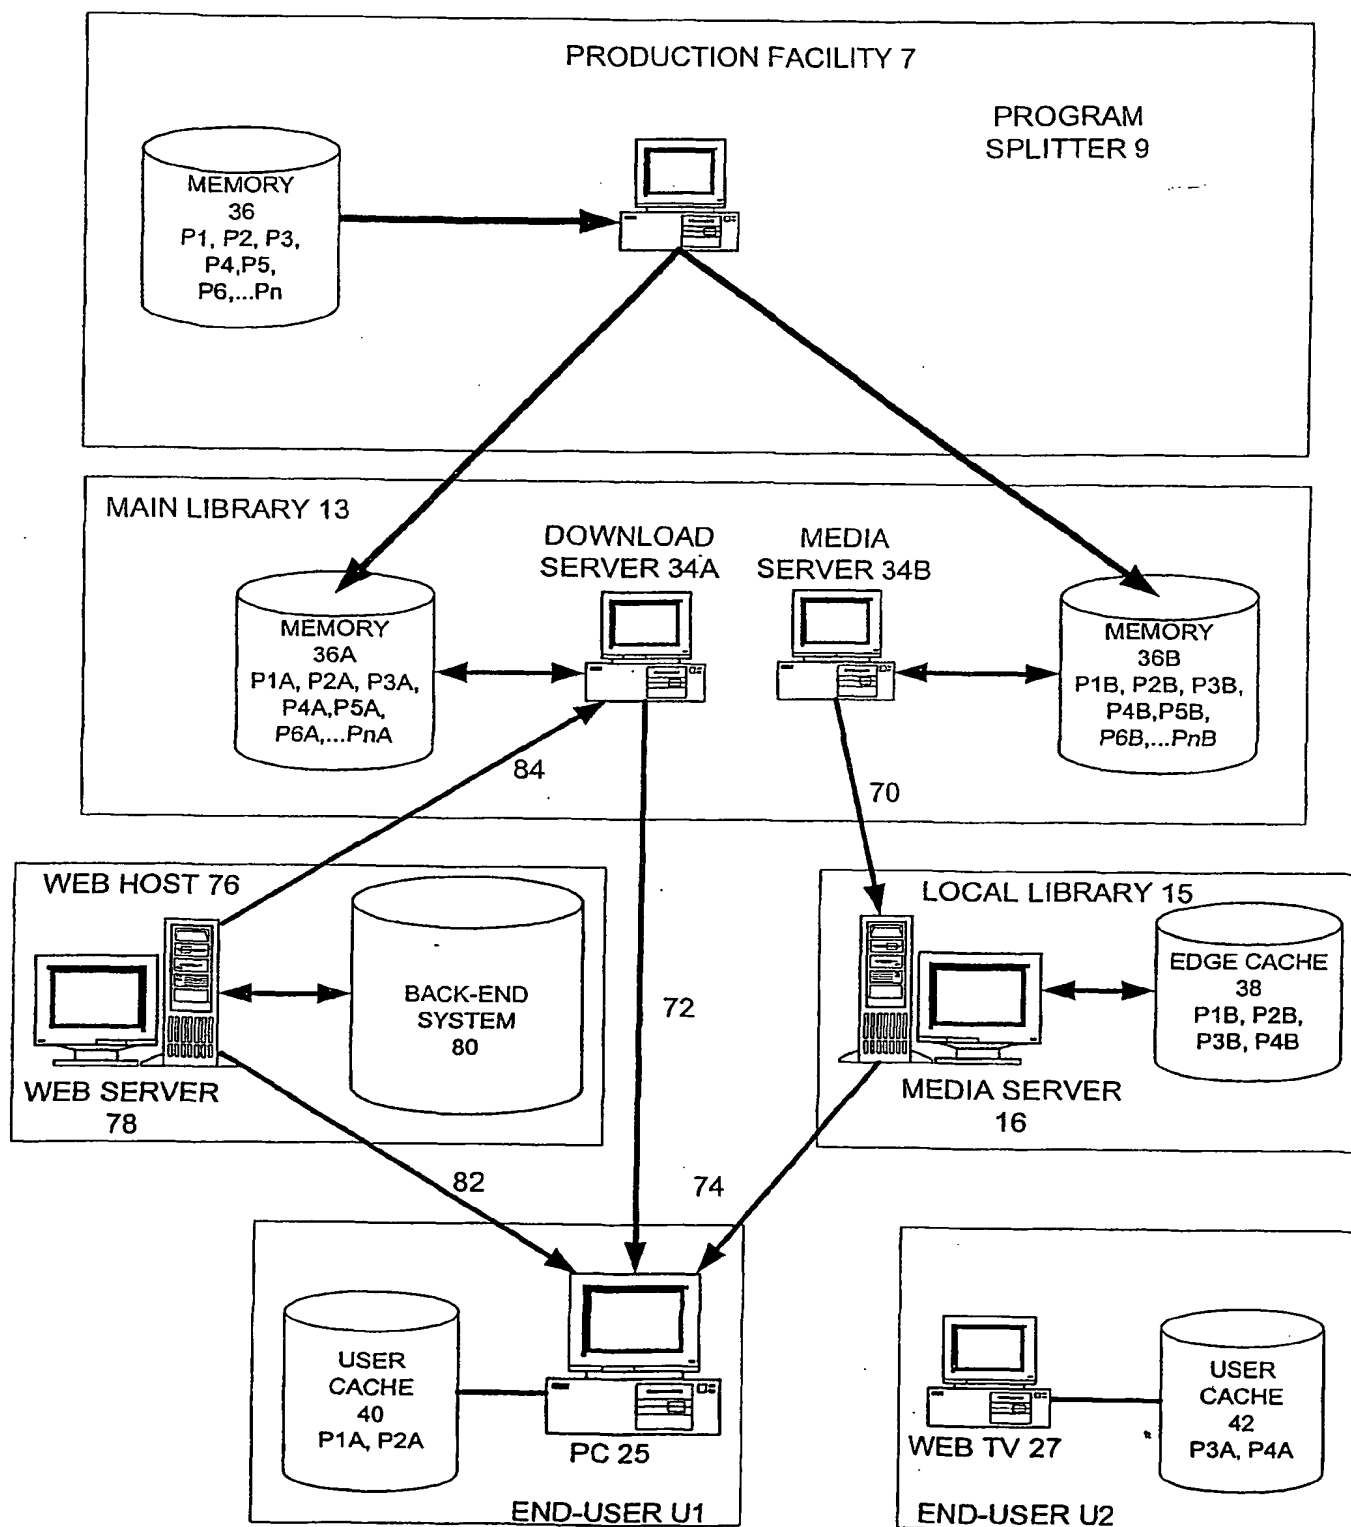 PRODUCTION FACILITY 7
PROGRAM
SPLITTER 9
MEMORY
36
P1, P2, P3,
P4,P5,
P6,...Pn
MAIN LIBRARY 13
DOWNLOAD
SERVER 34A
MEDIA
SERVER 34B
MEMORY
36A
P1A, P2A, P3A,
P4A,P5A,
P6A,...PnA
MEMORY
36B
P1B, P2B, P3B,
P4B,P5B,
P6B,...PnB
84
70
WEB HOST 76
BACK-END
SYSTEM
80
WEB SERVER
78
72
LOCAL LIBRARY 15
EDGE CACHE
38
P1B, P2B,
P3B, P4B
MEDIA SERVER
16
82
74
USER
CACHE
40
P1A, P2A
PC 25
END-USER U1
WEB TV 27
USER
CACHE
42
P3A, P4A
END-USER U2